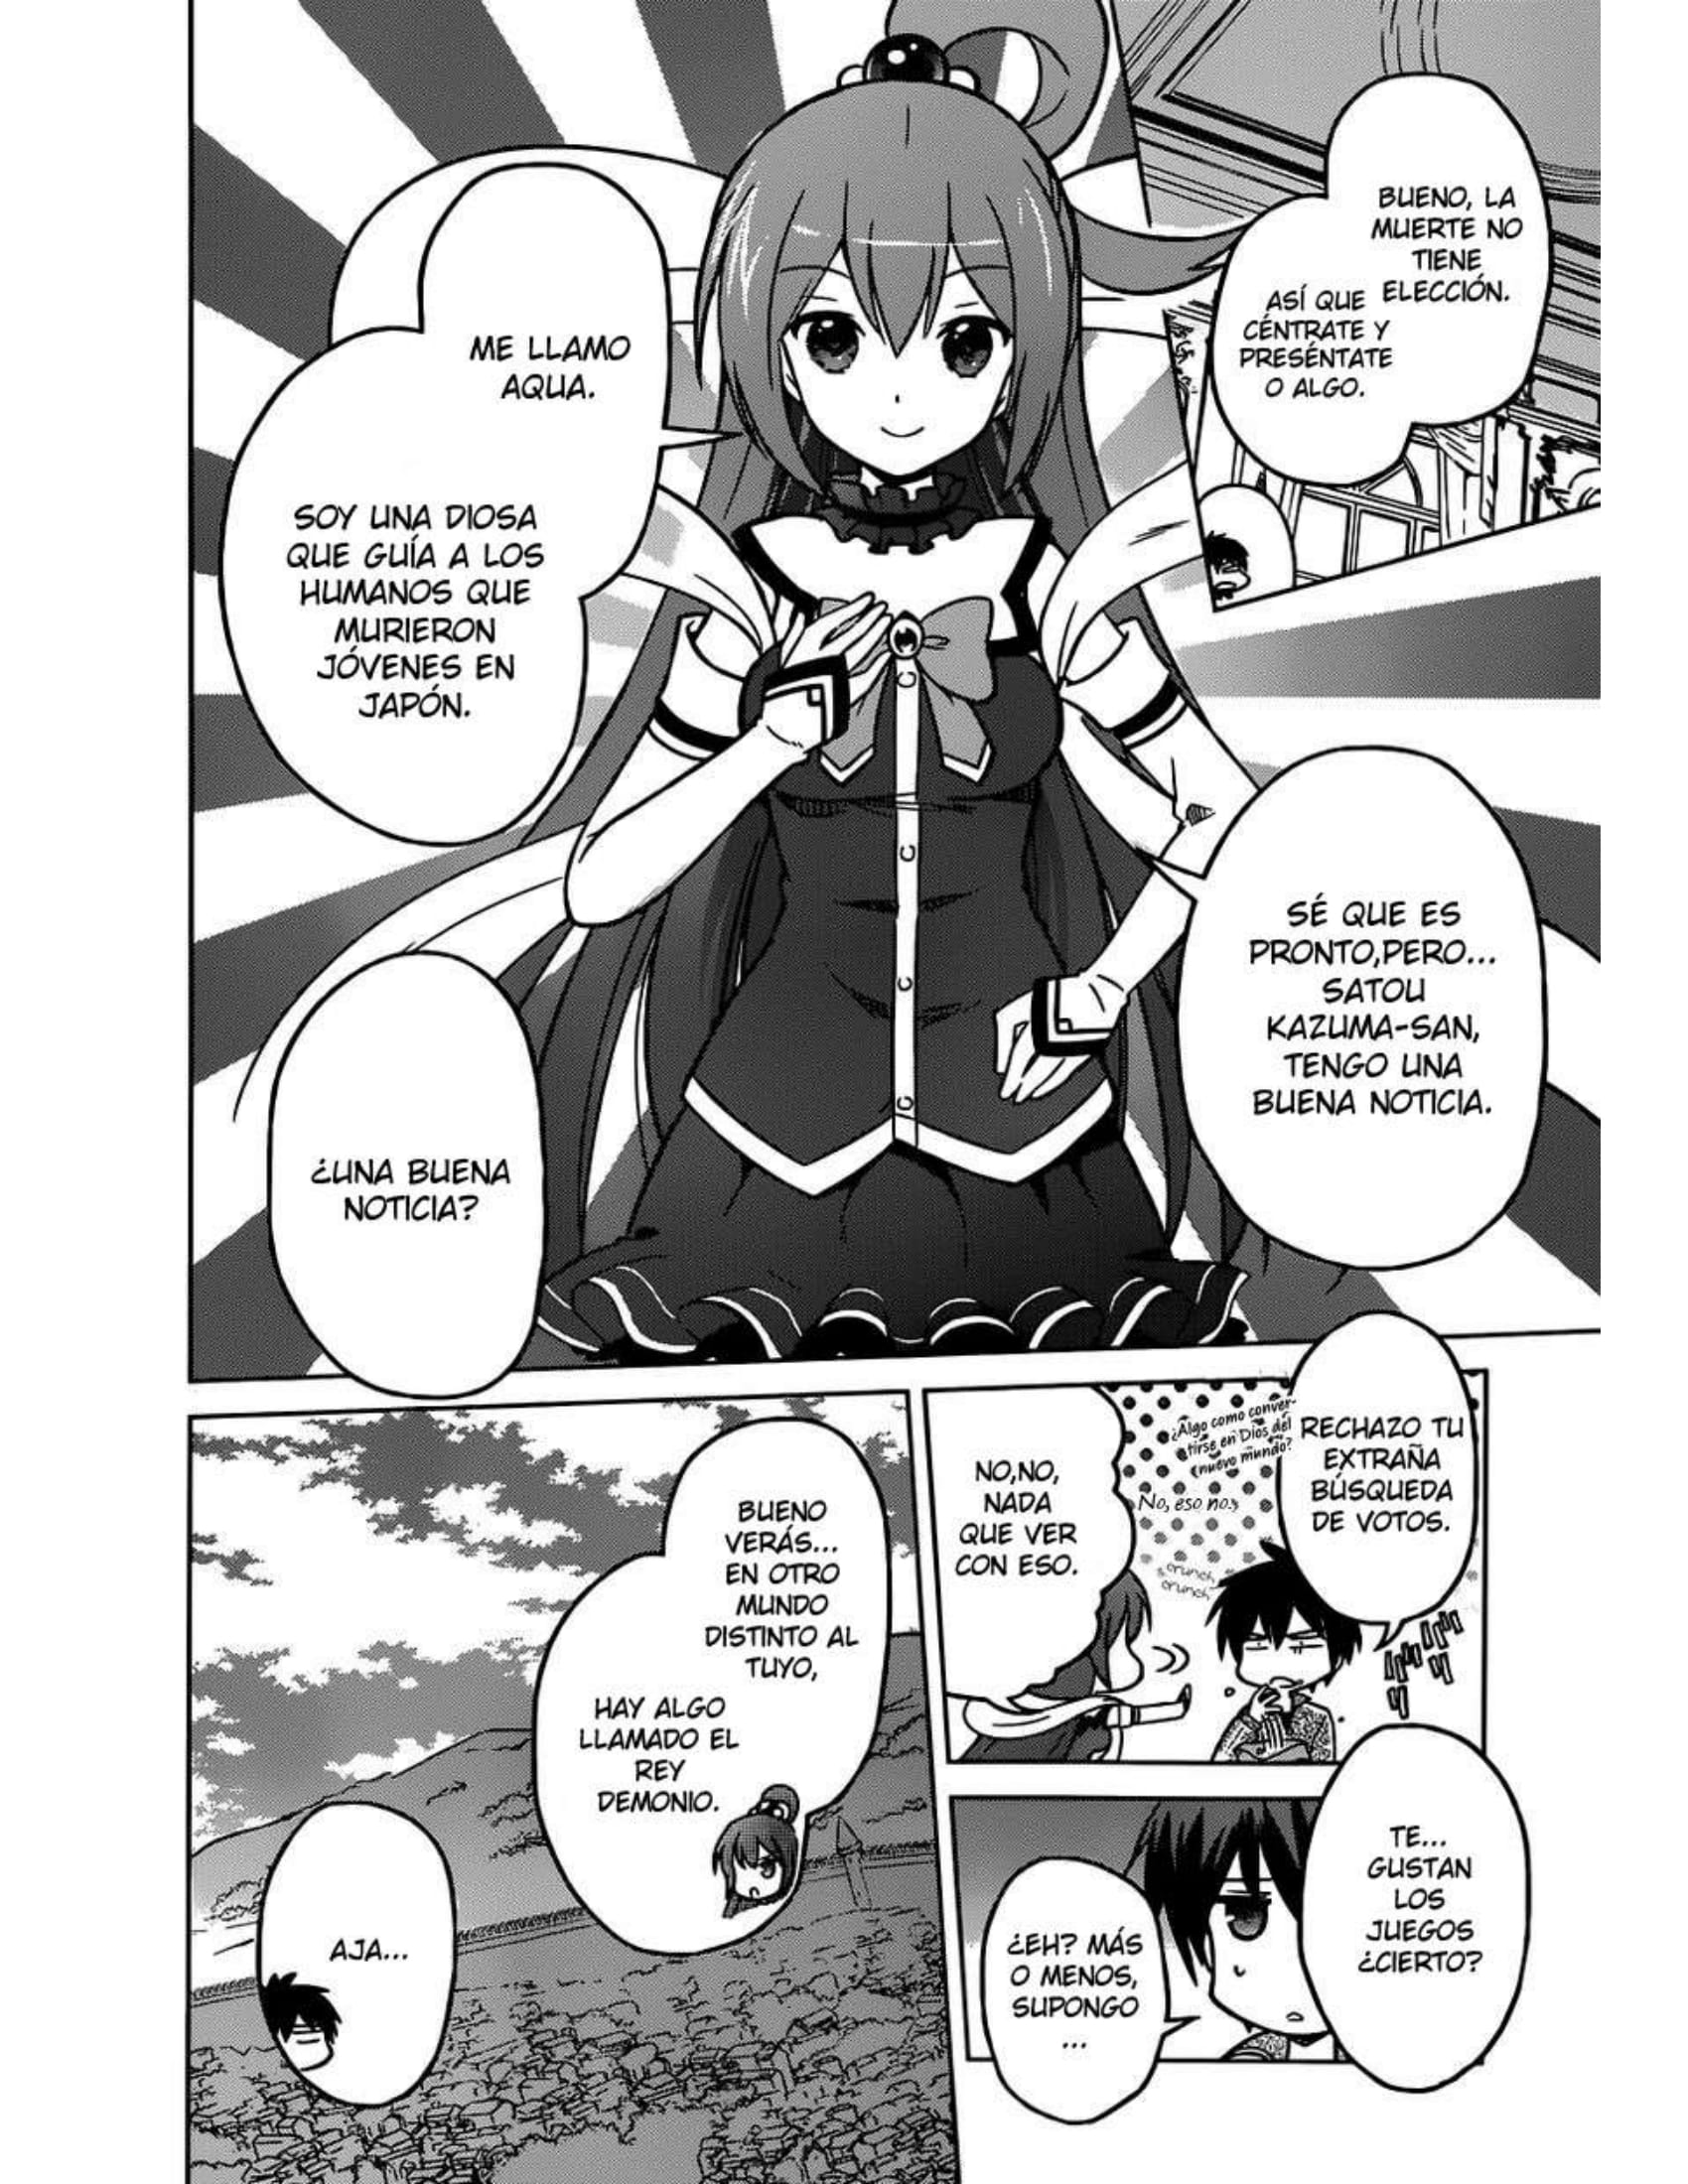 BUENO, LA
MUERTE NO
TIENE
ELECCIÓN.
ASÍ QUE
CÉNTRATE Y
PRESÉNTATE
O ALGO.
ME LLAMO
AQUA.
SOY UNA DIOSA
QUE GUÍA A LOS
HUMANOS QUE
MURIERON
JÓVENES EN
JAPÓN.
SÉ QUE ES
PRONTO,PERO...
SATOU
KAZUMA-SAN,
TENGO UNA
BUENA NOTICIA.
¿UNA BUENA
NOTICIA?
RECHAZO TU
EXTRAÑA
BÚSQUEDA
DE VOTOS.
¿Algo como conver-
tirse en Dios del
nuevo mundo?
No, eso no.
crunch,
crunch
NO,NO,
NADA
QUE VER
CON ESO.
TE...
GUSTAN
LOS
JUEGOS
¿CIERTO?
¿EH? MÁS
O MENOS,
SUPONGO
...
BUENO
VERÁS...
EN OTRO
MUNDO
DISTINTO AL
TUYO,
HAY ALGO
LLAMADO EL
REY
DEMONIO.
AJA...